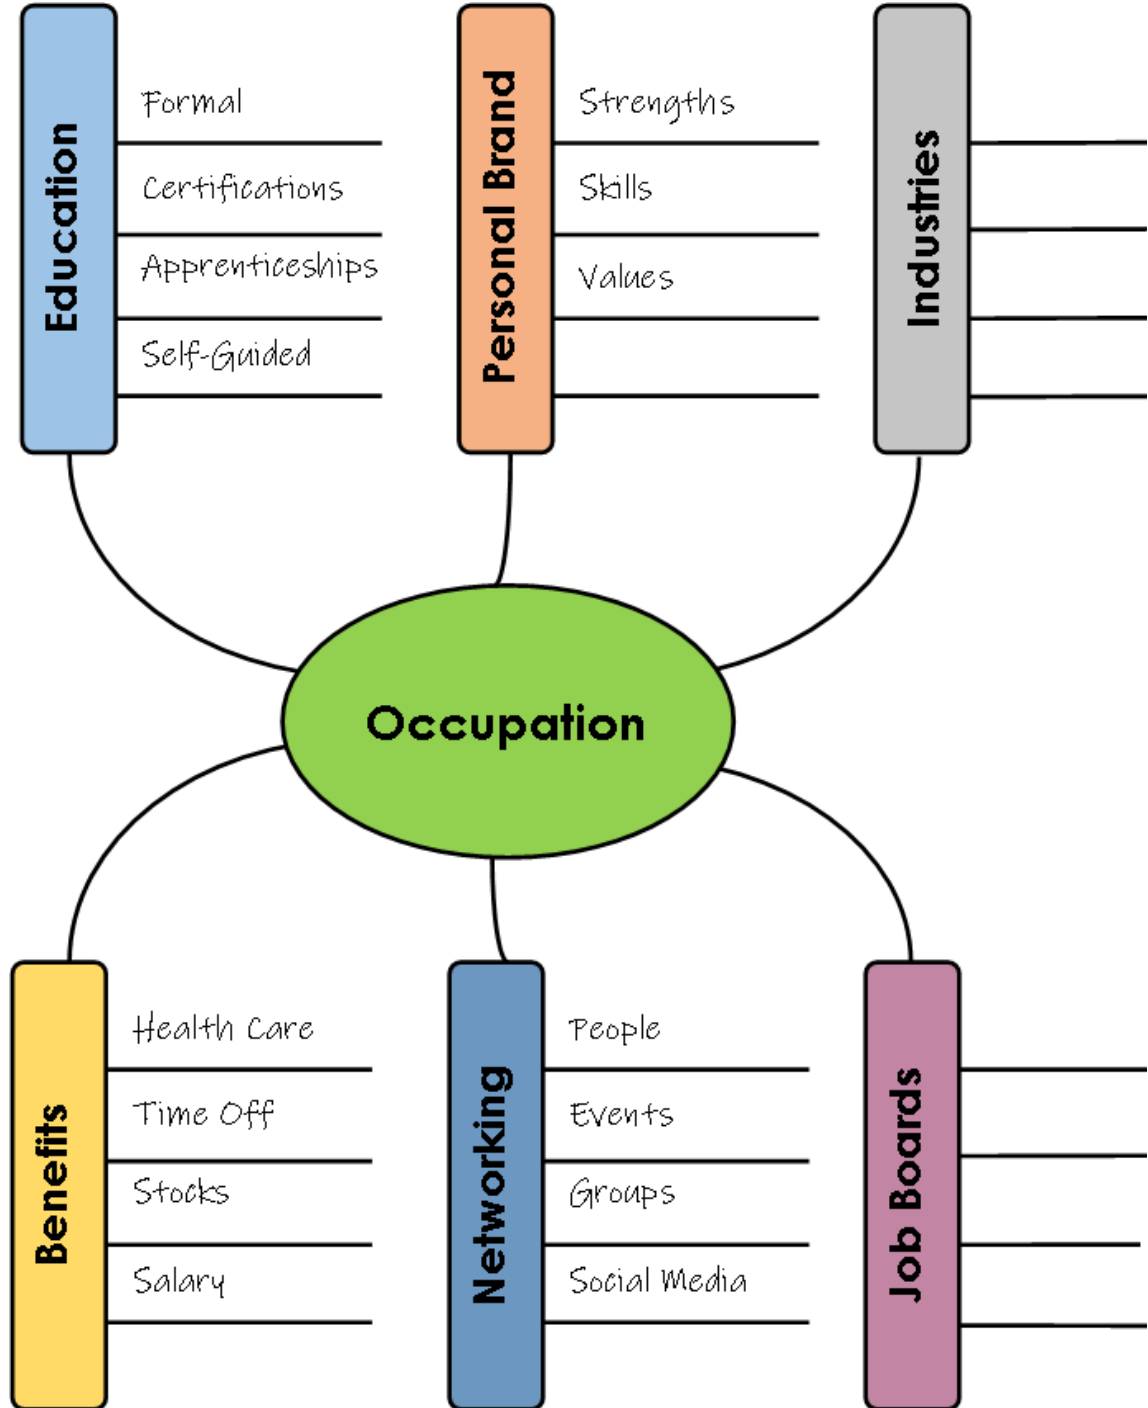 Education
Formal
Certifications
Apprenticeships
Self-Guided
Personal Brand
Strengths
Skills
Values
Industries
Occupation
Benefits
Health Care
Time Off
Stocks
Salary
Networking
People
Events
Groups
Social Media
Job Boards